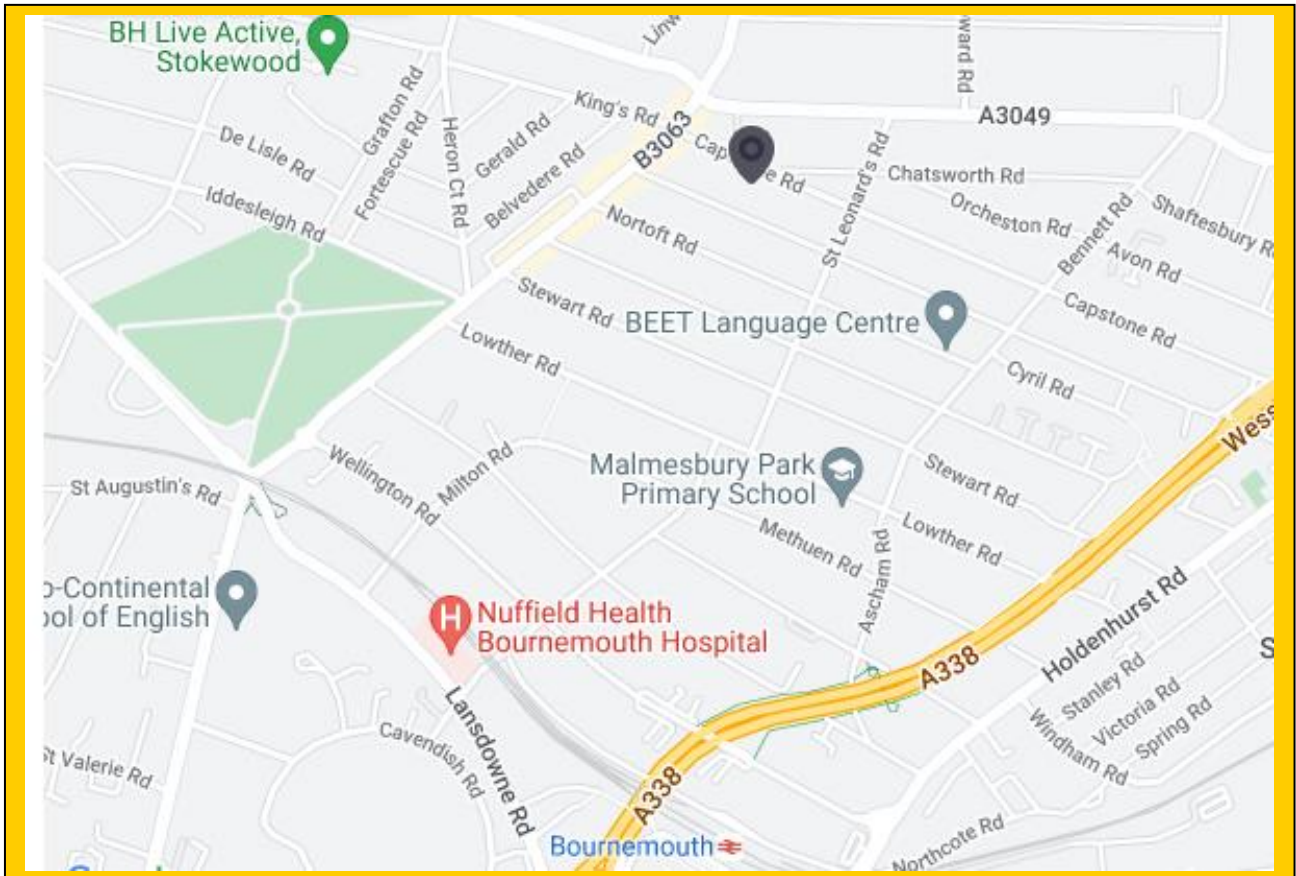 BH Live Active,
Stokewood
ward Rd
King's Rd
B3063
A3049
Grafton Rd
Fortescue Rd
Heron Ct Rd
Gerald Rd
Belvedere Rd
De Lisle Rd
Iddesleigh Rd
Chatsworth Rd
St Leonard's Rd
Orcheston Rd
Bennett Rd
Shaftesbury R
Avon Rd
Nortoft Rd
Capstone Rd
Stewart Rd
BEET Language Centre
Lowther Rd
Cyril Rd
Wess
Wellington Rd
Milton Rd
Malmesbury Park
Primary School
Stewart Rd
St Augustin's Rd
Lowther Rd
Methuen Rd
Ascham Rd
o-Continental
ool of English
Nuffield Health
Bournemouth Hospital
Holdenhurst Rd
A338
Stanley Rd
Victoria Rd
Spring Rd
Windham Rd
Lansdowne Rd
Cavendish Rd
St Valerie Rd
A338
Bournemouth
Northcote Rd